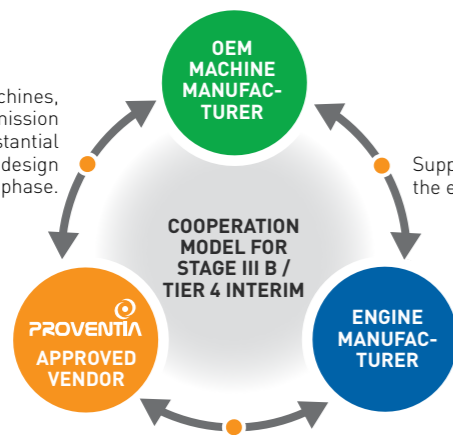 OEM
MACHINE
MANUFAC-
TURER
chines,
mission
stantial
design
phase.
Supp
the e
COOPERATION
MODEL FOR
STAGE III B /
TIER 4 INTERIM
PROVENTIA
APPROVED
VENDOR
ENGINE
MANUFAC-
TURER